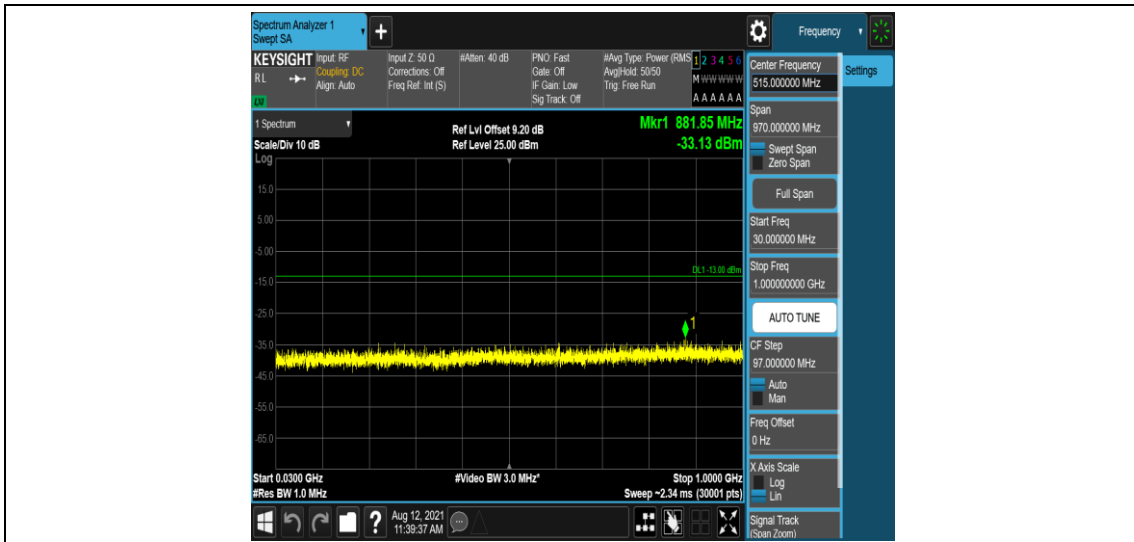 Spectrum Analyzer 1
Swept SA
+
Frequency
KEYSIGHT
RL
LM
Input: RF
Coupling: DC
Align: Auto
Input Z: 50 Ω
Corrections: Off
Freq Ref: Int (S)
#Atten: 40 dB
PNO: Fast
Gate: Off
IF Gain: Low
Sig Track: Off
#Avg Type: Power (RMS
Avg|Hold: 50/50
Trig: Free Run
1 2 3 4 5 6
M W W W W W
A A A A A A
1 Spectrum
Scale/Div 10 dB
Ref Lvl Offset 9.20 dB
Ref Level 25.00 dBm
Mkr1 881.85 MHz
-33.13 dBm
Log
15.0
5.00
-5.00
-15.0
-25.0
-35.0
-45.0
-55.0
-65.0
DL1 -13.00 dBm
1
Start 0.0300 GHz
#Res BW 1.0 MHz
#Video BW 3.0 MHz*
Stop 1.0000 GHz
Sweep ~2.34 ms (30001 pts)
Center Frequency
515.000000 MHz
Settings
Span
970.000000 MHz
Swept Span
Zero Span
Full Span
Start Freq
30.000000 MHz
Stop Freq
1.000000000 GHz
AUTO TUNE
CF Step
97.000000 MHz
Auto
Man
Freq Offset
0 Hz
X Axis Scale
Log
Lin
Signal Track
(Span Zoom)
?
Aug 12, 2021
11:39:37 AM